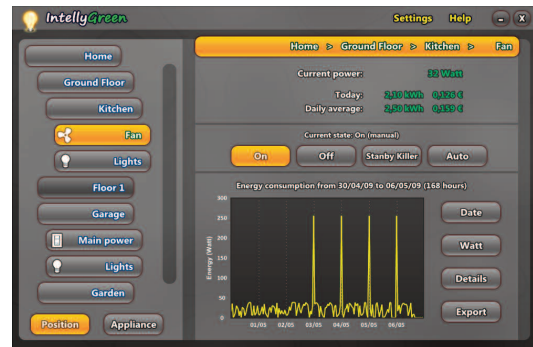 IntellyGreen
Settings Help
Home
Ground Floor
Kitchen
Fan
Lights
Floor 1
Garage
Main power
Lights
Garden
Position Appliance
Home > Ground Floor > Kitchen > Fan
Current power: 32 Watt
Today: 2,10 kWh 0,126 €
Daily average: 2,50 kWh 0,159 €
Current state: On (manual)
On Off Stanby Killer Auto
Energy consumption from 30/04/09 to 06/05/09 (168 hours)
Energy (Watt)
300
250
200
150
100
50
0
01/05 02/05 03/05 04/05 05/05 06/05
Date
Watt
Details
Export